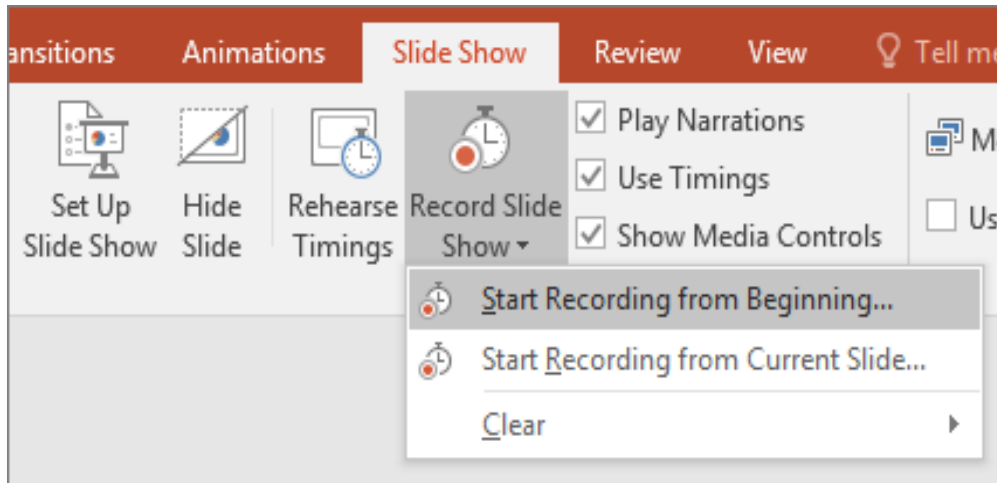 ansitions Animations Slide Show Review View Tell me
Set Up
Slide Show
Hide
Slide
Rehearse
Timings
Record Slide
Show
Play Narrations
Use Timings
Show Media Controls
M
Us
Start Recording from Beginning...
Start Recording from Current Slide...
Clear